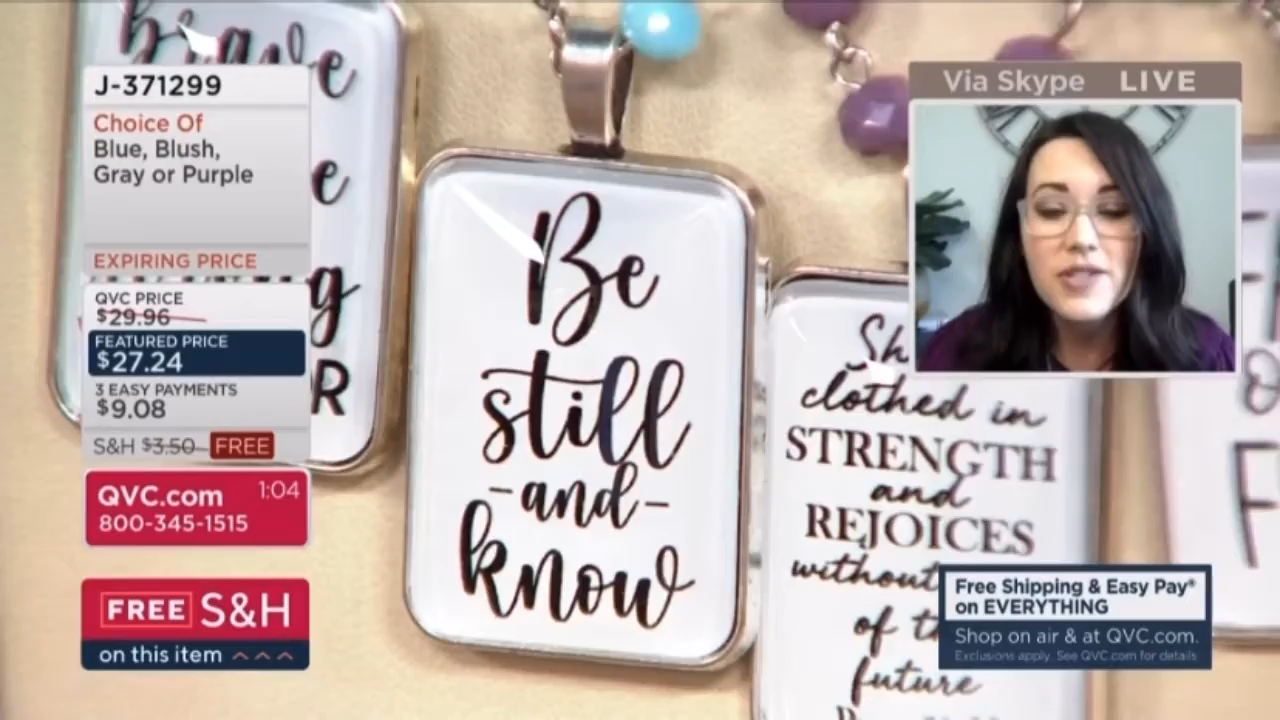 J-371299
Choice Of
Blue, Blush,
Gray or Purple
EXPIRING PRICE
QVC PRICE
$29.96
FEATURED PRICE
$27.24
3 EASY PAYMENTS
$9.08
S&H $3.50 FREE
QVC.com 1:04
800-345-1515
FREE S&H
on this item
brave
Be
still
-and-
know
clothed in
STRENGTH
and
REJOICES
without
of
future
Via Skype LIVE
Free Shipping & Easy Pay®
on EVERYTHING
Shop on air & at QVC.com.
Exclusions apply. See QVC.com for details